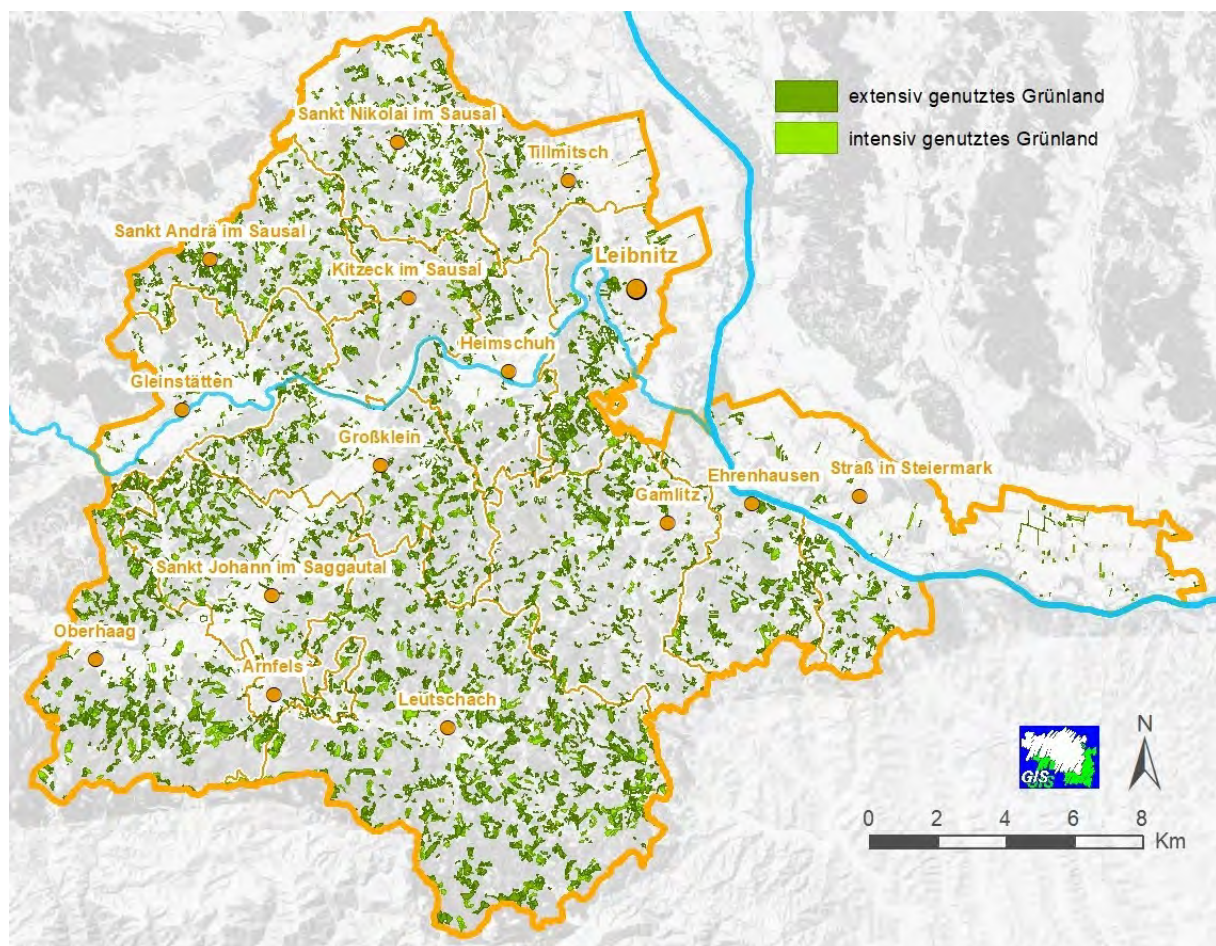 extensiv genutztes Grünland
intensiv genutztes Grünland
Sankt Nikolai im Sausal
Tillmitsch
Sankt Andrä im Sausal
Kitzeck im Sausal
Leibnitz
Heimschuh
Gleinstätten
Großklein
Gamlitz
Ehrenhausen
Straß in Steiermark
Sankt Johann im Saggautal
Oberhaag
Arnfels
Leutschach
GIS
GIS
N
0 2 4 6 8
Km